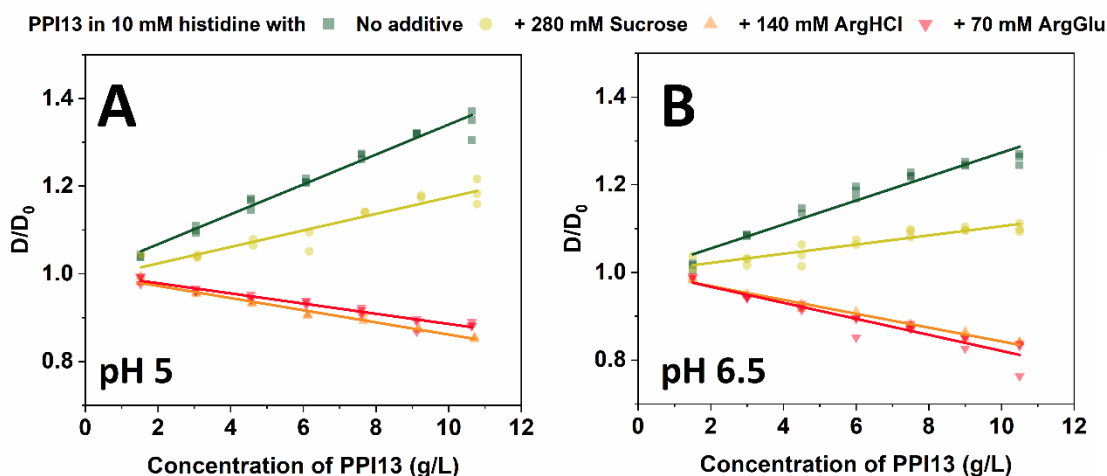 PPI13 in 10 mM histidine with No additive + 280 mM Sucrose + 140 mM ArgHCl + 70 mM ArgGlu
A
B
1.4
1.2
1.0
0.8
D/D0
pH 5
0 2 4 6 8 10 12
Concentration of PPI13 (g/L)
1.4
1.2
1.0
0.8
D/D0
pH 6.5
0 2 4 6 8 10 12
Concentration of PPI13 (g/L)